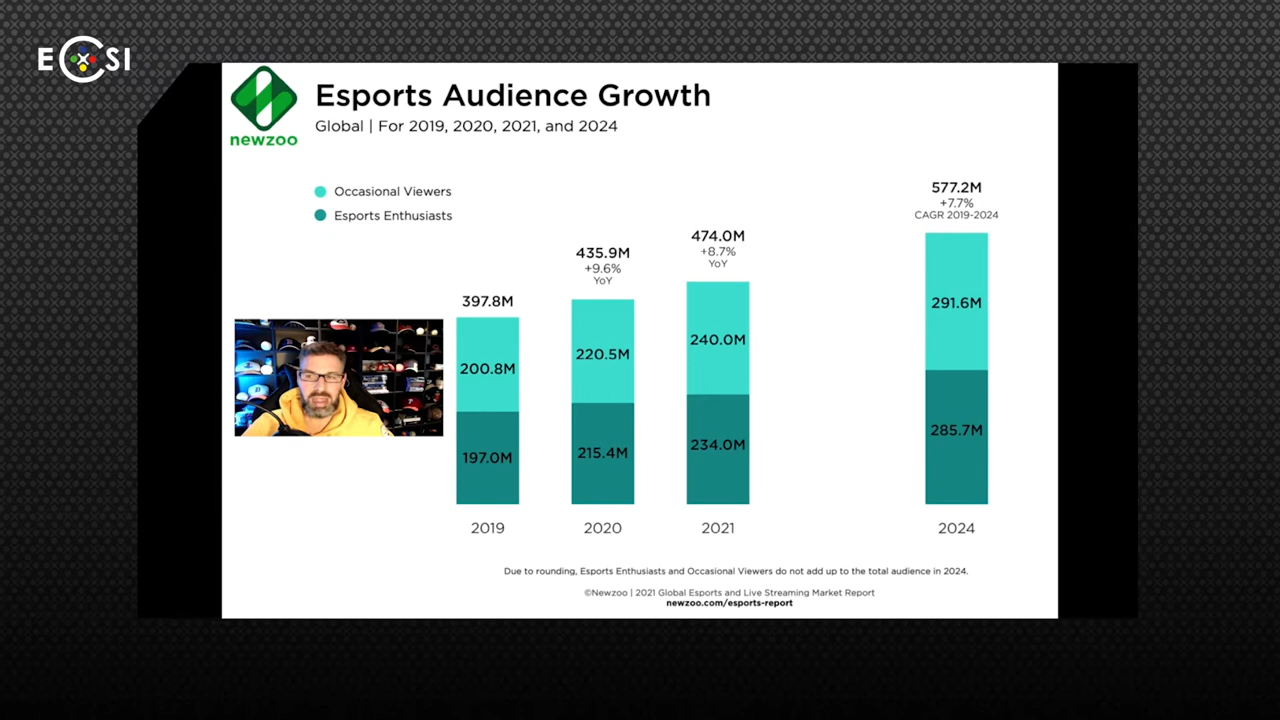 ECSI
newzoo
Esports Audience Growth
Global | For 2019, 2020, 2021, and 2024
Occasional Viewers
Esports Enthusiasts
397.8M
200.8M
197.0M
2019
435.9M
+9.6%
YoY
220.5M
215.4M
2020
474.0M
+8.7%
YoY
240.0M
234.0M
2021
577.2M
+7.7%
CAGR 2019-2024
291.6M
285.7M
2024
Due to rounding, Esports Enthusiasts and Occasional Viewers do not add up to the total audience in 2024.
©Newzoo | 2021 Global Esports and Live Streaming Market Report
newzoo.com/esports-report